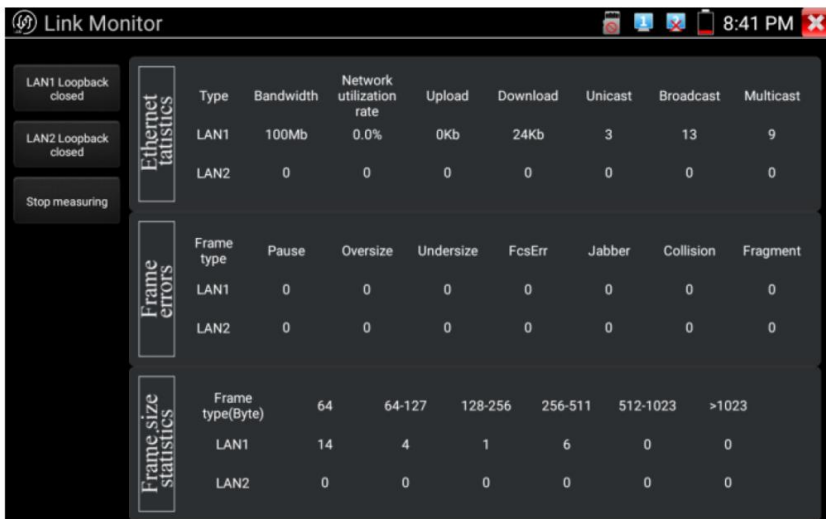 Link Monitor
1
8:41 PM
LAN1 Loopback
closed
LAN2 Loopback
closed
Stop measuring
Ethernet
tatistics
Type Bandwidth Network utilization rate Upload Download Unicast Broadcast Multicast
LAN1 100Mb 0.0% 0Kb 24Kb 3 13 9
LAN2 0 0 0 0 0 0 0
Frame
errors
Frame type Pause Oversize Undersize FcsErr Jabber Collision Fragment
LAN1 0 0 0 0 0 0 0
LAN2 0 0 0 0 0 0 0
Frame size
statistics
Frame type(Byte) 64 64-127 128-256 256-511 512-1023 >1023
LAN1 14 4 1 6 0 0
LAN2 0 0 0 0 0 0